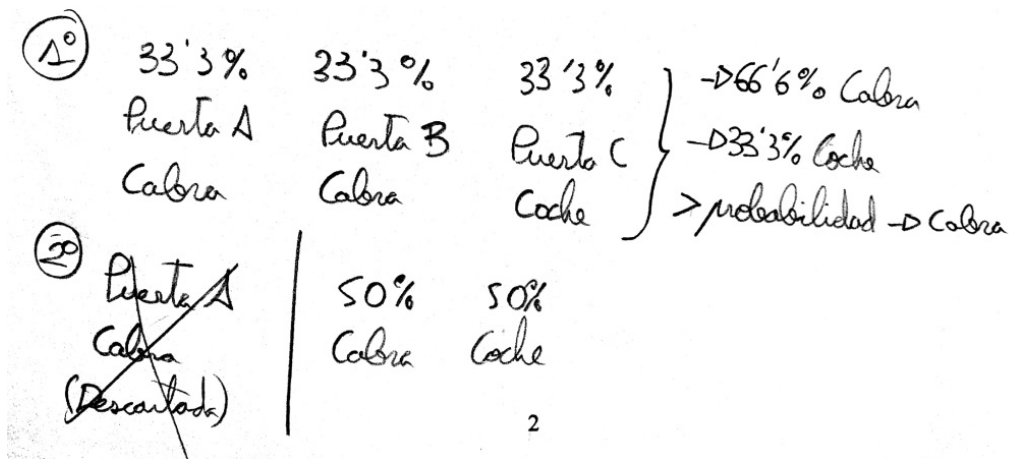 1º
33'3% 33'3% 33'3%
Puerta A Puerta B Puerta C
Cabra Cabra Coche
→66'6% Cabra
→33'3% Coche
> probabilidad → Cabra
2º
Puerta A
Cabra
(Descartada)
50% 50%
Cabra Coche
2